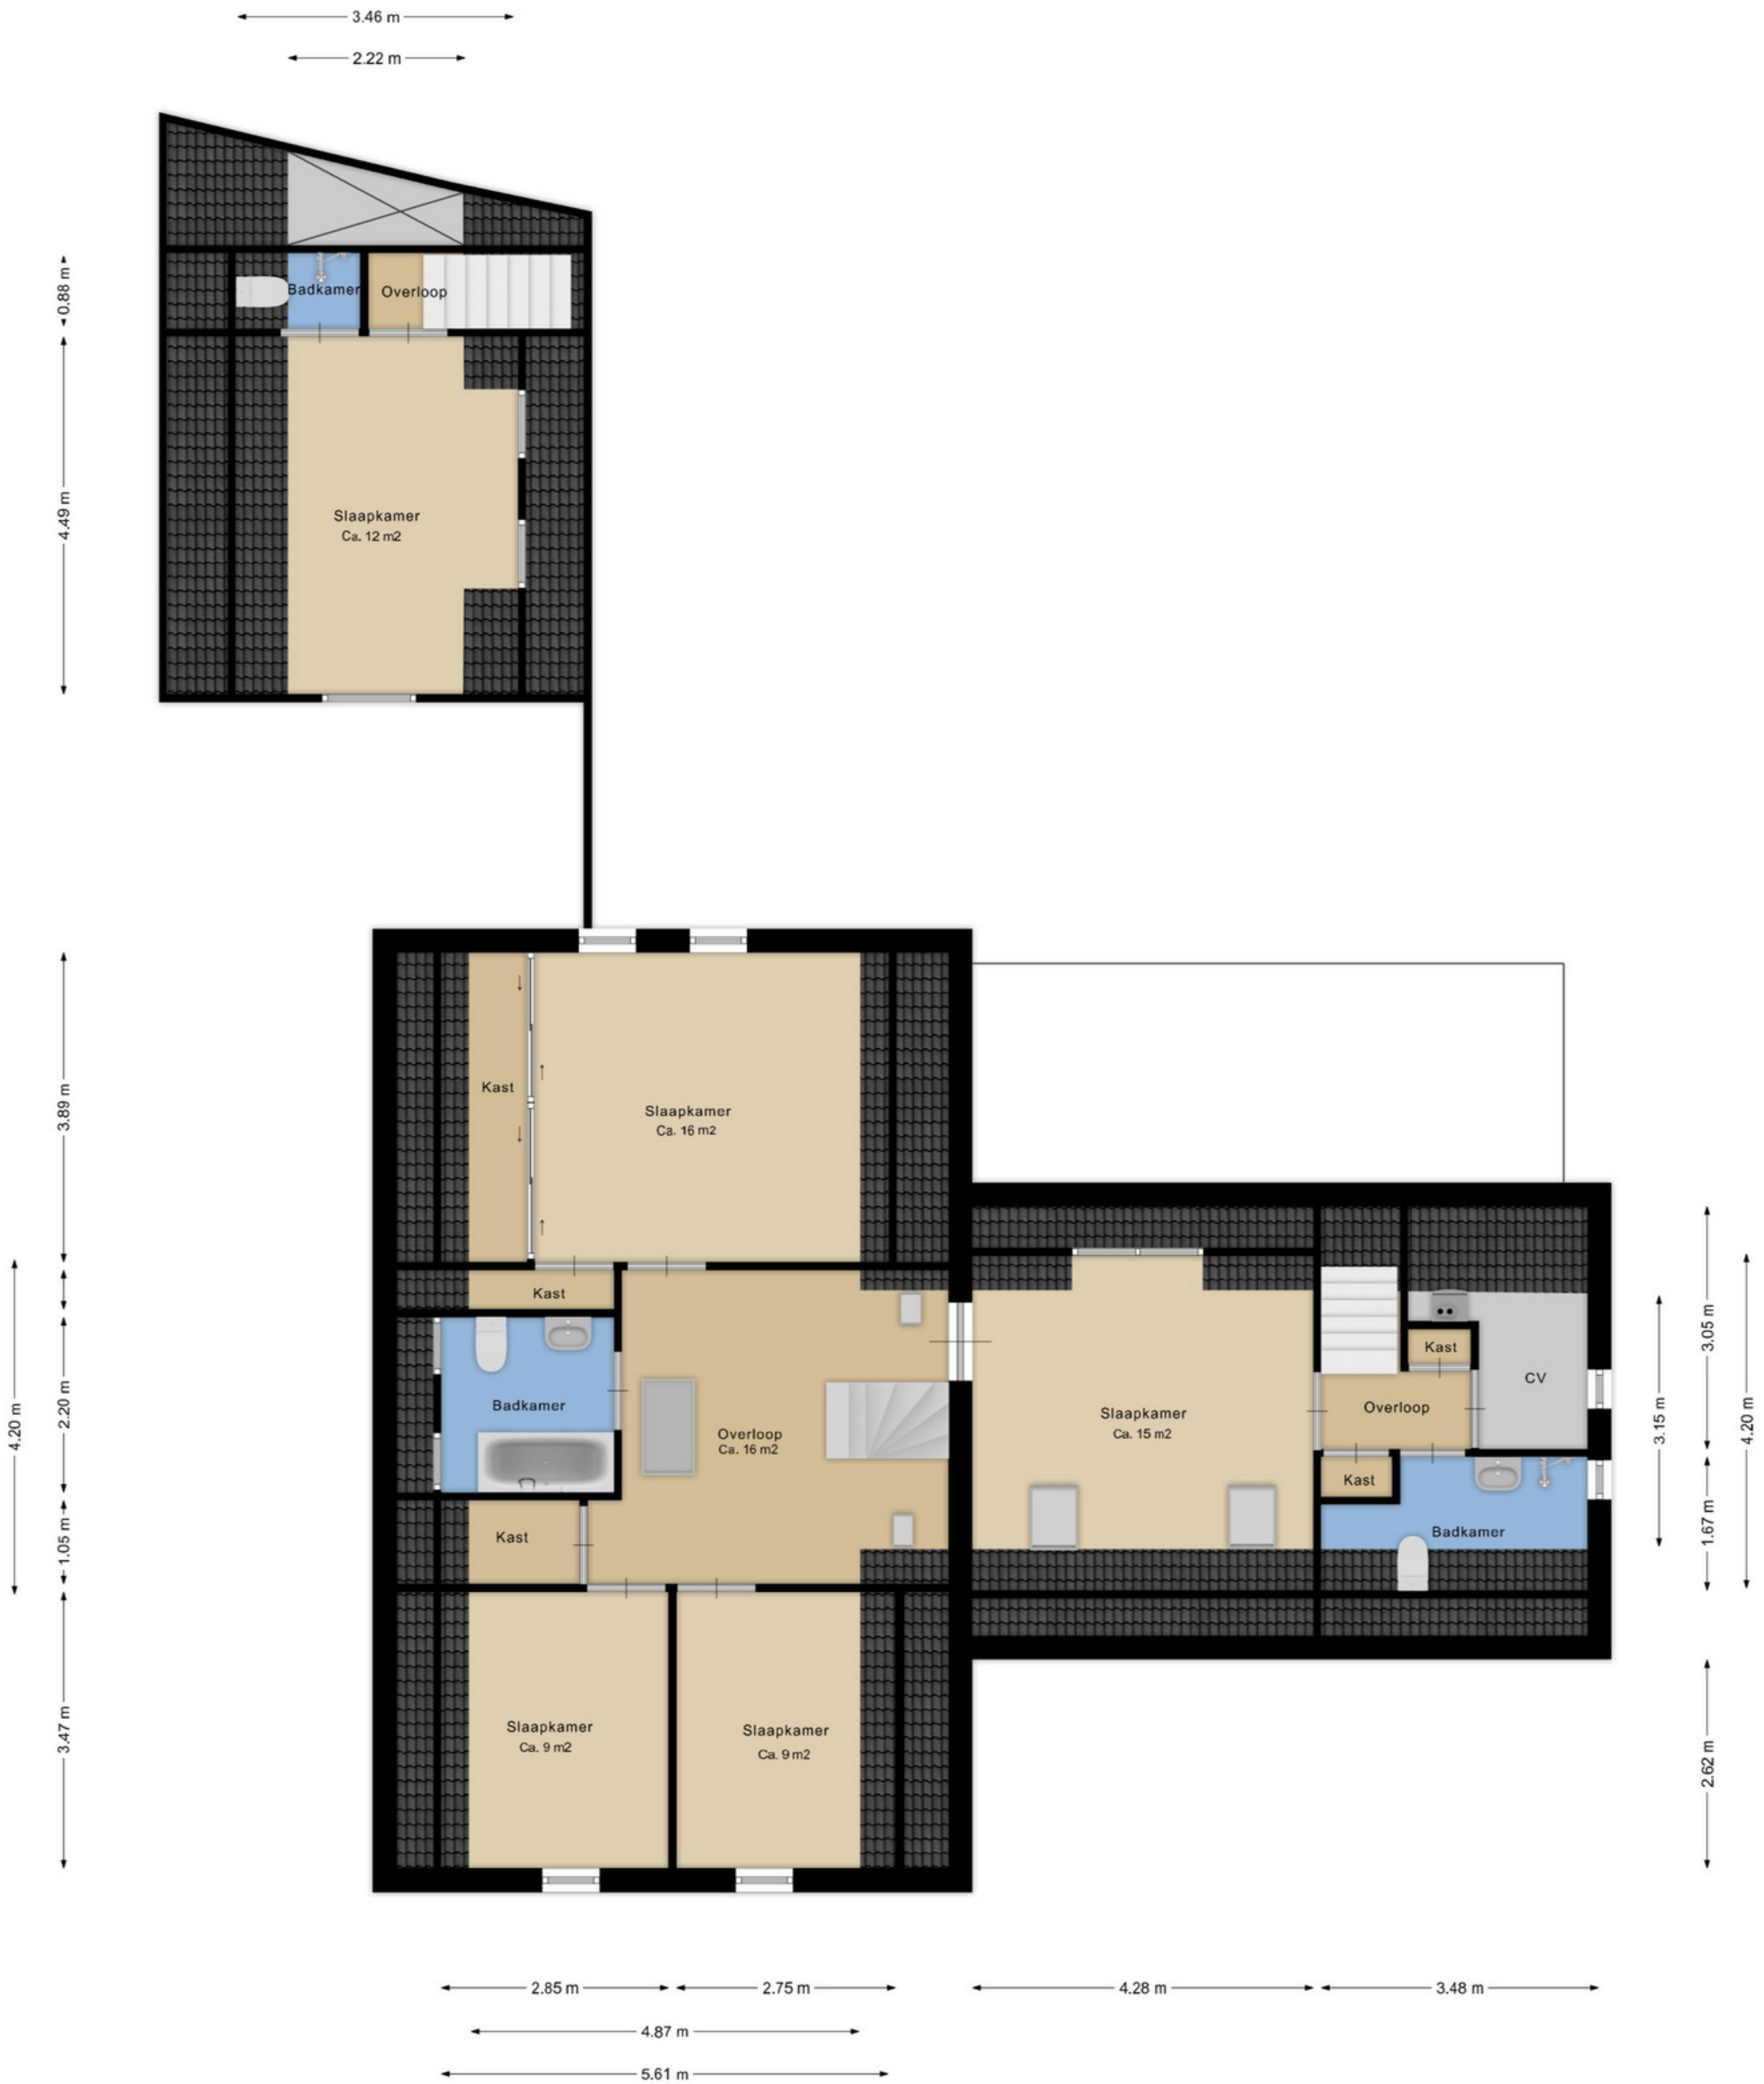 3.46 m
2.22 m
0.88 m
Badkamer
Overloop
4.49 m
Slaapkamer
Ca. 12 m2
3.89 m
Kast
Slaapkamer
Ca. 16 m2
Kast
4.20 m
2.20 m
Badkamer
Overloop
Ca. 16 m2
Slaapkamer
Ca. 15 m2
Kast
CV
Overloop
Kast
Badkamer
3.15 m
3.05 m
4.20 m
1.67 m
1.05 m
Kast
3.47 m
Slaapkamer
Ca. 9 m2
Slaapkamer
Ca. 9 m2
2.62 m
2.85 m
2.75 m
4.28 m
3.48 m
4.87 m
5.61 m